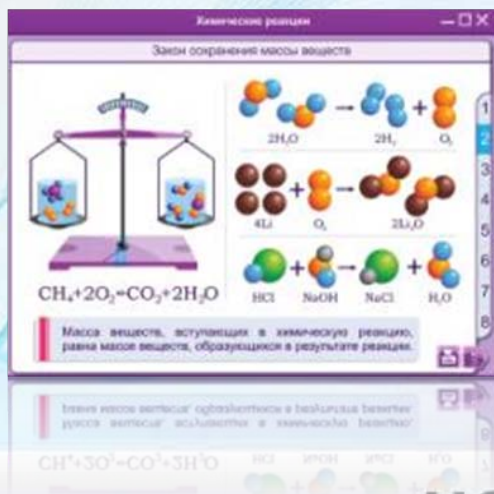 Химические реакции
Закон сохранения массы веществ
2H₂O → 2H₂ + O₂
4Li + O₂ → 2Li₂O
HCl + NaOH → NaCl + H₂O
CH₄+2O₂=CO₂+2H₂O
Масса веществ, вступающих в химическую реакцию,
равна массе веществ, образующихся в результате реакции.
1
2
3
4
5
6
7
8